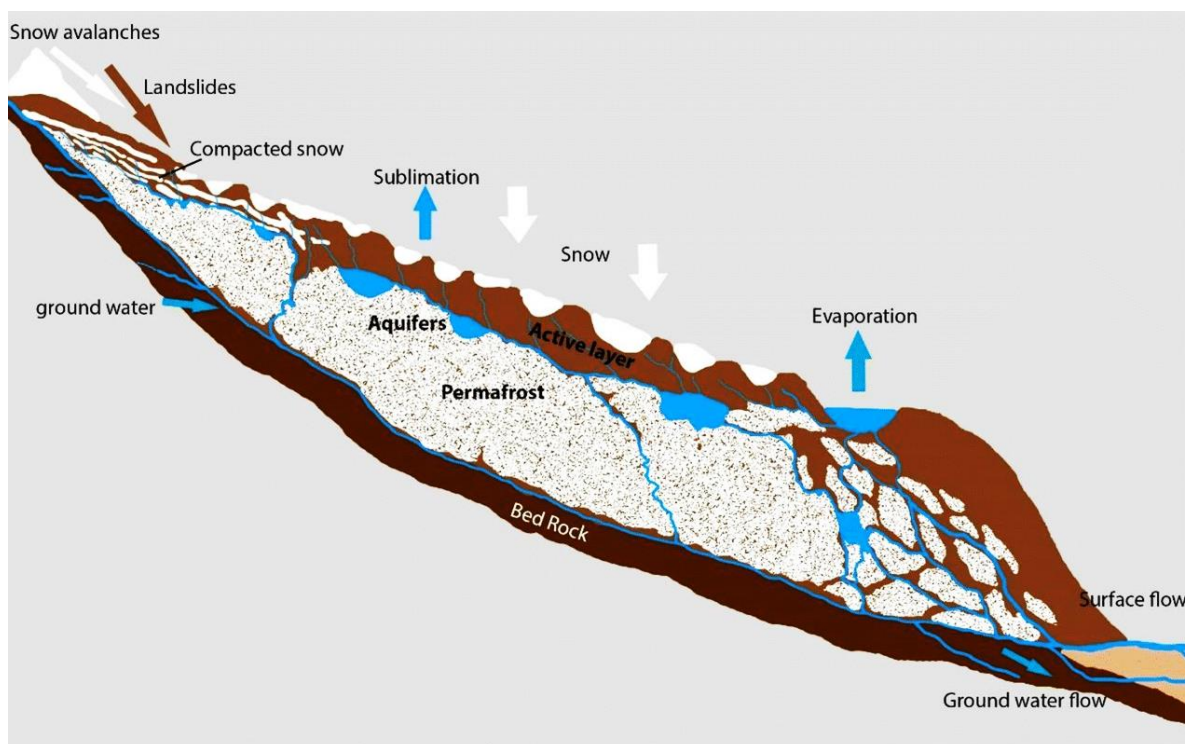 Snow avalanches
Landslides
Compacted snow
Sublimation
Snow
ground water
Evaporation
Aquifers
Active layer
Permafrost
Bed Rock
Surface flow
Ground water flow